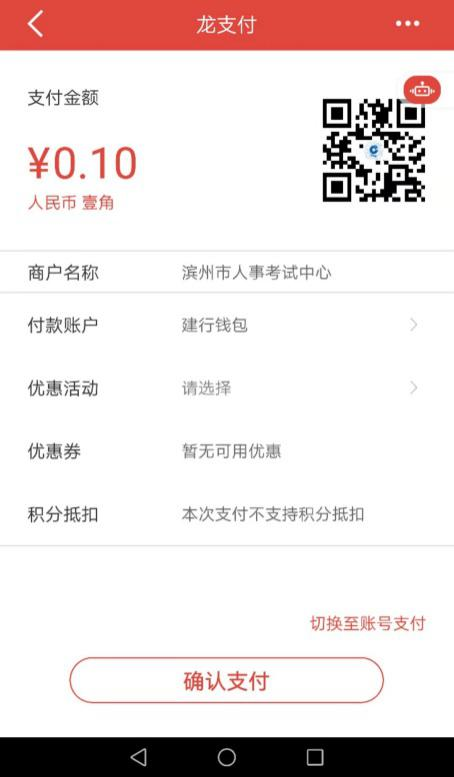 龙支付
支付金额
¥0.10
人民币 壹角
商户名称 滨州市人事考试中心
付款账户 建行钱包
优惠活动 请选择
优惠券 暂无可用优惠
积分抵扣 本次支付不支持积分抵扣
切换至账号支付
确认支付